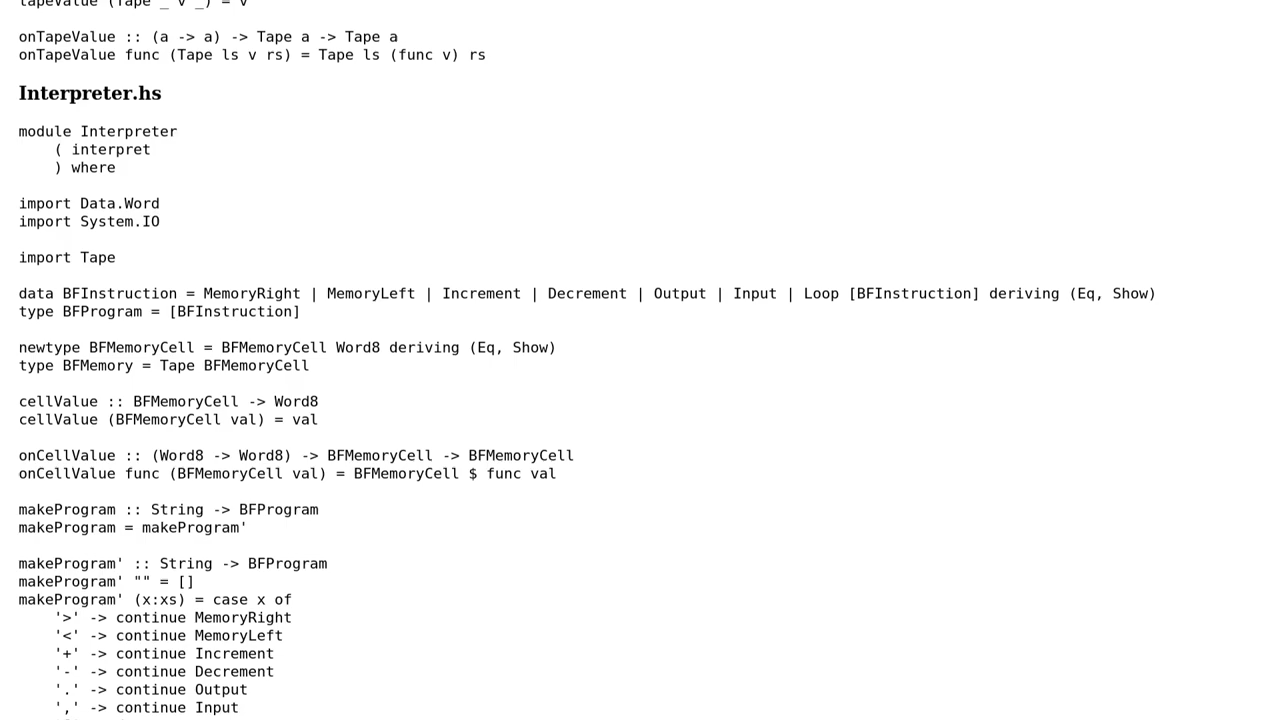 tapeValue (Tape _ v _) = v
onTapeValue :: (a -> a) -> Tape a -> Tape a
onTapeValue func (Tape ls v rs) = Tape ls (func v) rs
Interpreter.hs
module Interpreter
    ( interpret
    ) where
import Data.Word
import System.IO
import Tape
data BFInstruction = MemoryRight | MemoryLeft | Increment | Decrement | Output | Input | Loop [BFInstruction] deriving (Eq, Show)
type BFProgram = [BFInstruction]
newtype BFMemoryCell = BFMemoryCell Word8 deriving (Eq, Show)
type BFMemory = Tape BFMemoryCell
cellValue :: BFMemoryCell -> Word8
cellValue (BFMemoryCell val) = val
onCellValue :: (Word8 -> Word8) -> BFMemoryCell -> BFMemoryCell
onCellValue func (BFMemoryCell val) = BFMemoryCell $ func val
makeProgram :: String -> BFProgram
makeProgram = makeProgram'
makeProgram' :: String -> BFProgram
makeProgram' "" = []
makeProgram' (x:xs) = case x of
    '>' -> continue MemoryRight
    '<' -> continue MemoryLeft
    '+' -> continue Increment
    '-' -> continue Decrement
    '.' -> continue Output
    ',' -> continue Input